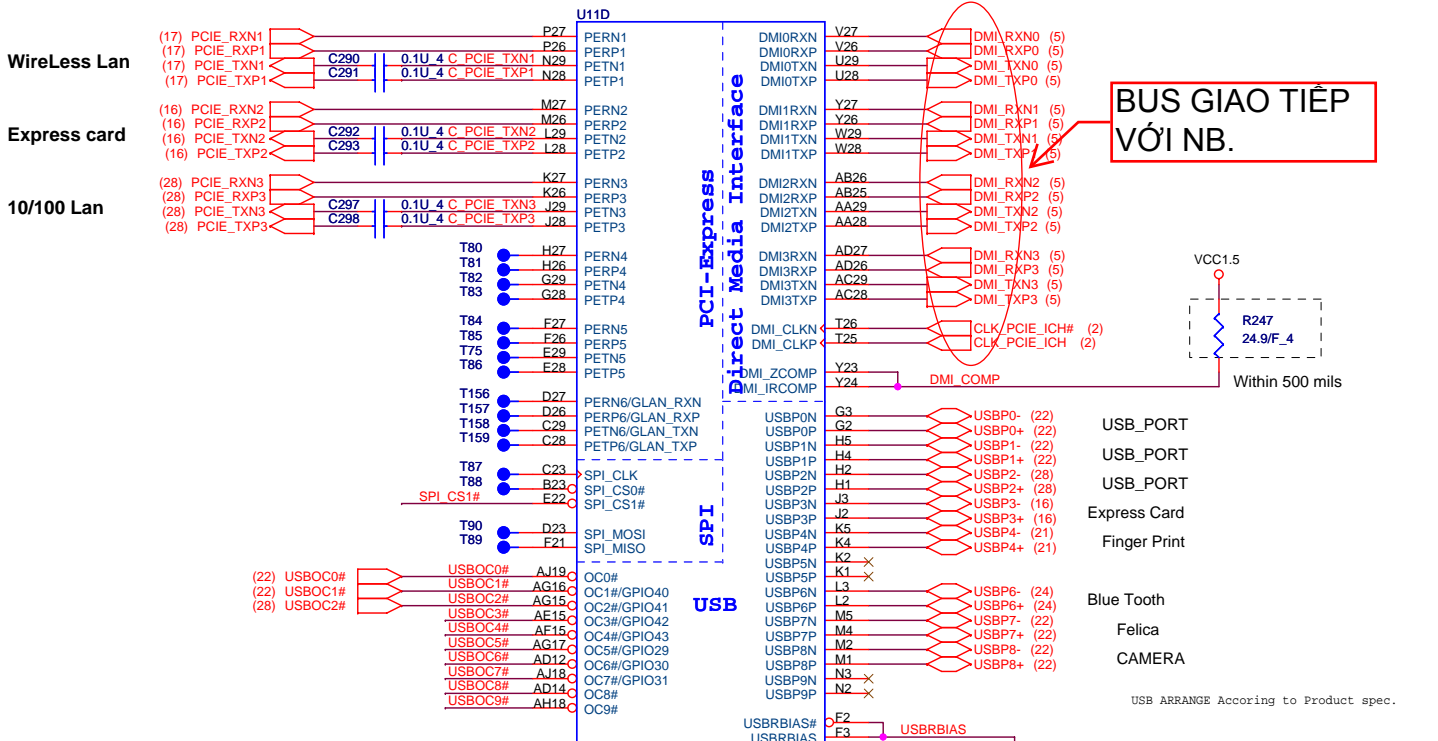 U11D
WireLess Lan
(17) PCIE_RXN1 P27 PERN1
(17) PCIE_RXP1 P26 PERP1
(17) PCIE_TXN1 C290 0.1U_4 C_PCIE_TXN1 N29 PETN1
(17) PCIE_TXP1 C291 0.1U_4 C_PCIE_TXP1 N28 PETP1
Express card
(16) PCIE_RXN2 M27 PERN2
(16) PCIE_RXP2 M26 PERP2
(16) PCIE_TXN2 C292 0.1U_4 C_PCIE_TXN2 L29 PETN2
(16) PCIE_TXP2 C293 0.1U_4 C_PCIE_TXP2 L28 PETP2
10/100 Lan
(28) PCIE_RXN3 K27 PERN3
(28) PCIE_RXP3 K26 PERP3
(28) PCIE_TXN3 C297 0.1U_4 C_PCIE_TXN3 J29 PETN3
(28) PCIE_TXP3 C298 0.1U_4 C_PCIE_TXP3 J28 PETP3
T80 H27 PERN4
T81 H26 PERP4
T82 G29 PETN4
T83 G28 PETP4
T84 F27 PERN5
T85 F26 PERP5
T75 E29 PETN5
T86 E28 PETP5
T156 D27 PERN6/GLAN_RXN
T157 D26 PERP6/GLAN_RXP
T158 C29 PETN6/GLAN_TXN
T159 C28 PETP6/GLAN_TXP
T87 C23 SPI_CLK
T88 B23 SPI_CS0#
SPI_CS1# E22 SPI_CS1#
T90 D23 SPI_MOSI
T89 F21 SPI_MISO
(22) USBOC0# USBOC0# AJ19 OC0#
(22) USBOC1# USBOC1# AG16 OC1#/GPIO40
(28) USBOC2# USBOC2# AG15 OC2#/GPIO41
USBOC3# AE15 OC3#/GPIO42
USBOC4# AF15 OC4#/GPIO43
USBOC5# AG17 OC5#/GPIO29
USBOC6# AD12 OC6#/GPIO30
USBOC7# AJ18 OC7#/GPIO31
USBOC8# AD14 OC8#
USBOC9# AH18 OC9#
PCI-Express
Direct Media Interface
SPI
USB
DMI0RXN V27 DMI_RXN0 (5)
DMI0RXP V26 DMI_RXP0 (5)
DMI0TXN U29 DMI_TXN0 (5)
DMI0TXP U28 DMI_TXP0 (5)
DMI1RXN Y27 DMI_RXN1 (5)
DMI1RXP Y26 DMI_RXP1 (5)
DMI1TXN W29 DMI_TXN1 (5)
DMI1TXP W28 DMI_TXP1 (5)
DMI2RXN AB26 DMI_RXN2 (5)
DMI2RXP AB25 DMI_RXP2 (5)
DMI2TXN AA29 DMI_TXN2 (5)
DMI2TXP AA28 DMI_TXP2 (5)
DMI3RXN AD27 DMI_RXN3 (5)
DMI3RXP AD26 DMI_RXP3 (5)
DMI3TXN AC29 DMI_TXN3 (5)
DMI3TXP AC28 DMI_TXP3 (5)
DMI_CLKN T26 CLK_PCIE_ICH# (2)
DMI_CLKP T25 CLK_PCIE_ICH (2)
DMI_ZCOMP Y23
DMI_IRCOMP Y24 DMI_COMP
BUS GIAO TIẾP
VỚI NB.
VCC1.5
R247
24.9/F_4
Within 500 mils
USBP0N G3 USBP0- (22)
USBP0P G2 USBP0+ (22) USB_PORT
USBP1N H5 USBP1- (22)
USBP1P H4 USBP1+ (22) USB_PORT
USBP2N H2 USBP2- (28)
USBP2P H1 USBP2+ (28) USB_PORT
USBP3N J3 USBP3- (16)
USBP3P J2 USBP3+ (16) Express Card
USBP4N K5 USBP4- (21)
USBP4P K4 USBP4+ (21) Finger Print
USBP5N K2
USBP5P K1
USBP6N L3 USBP6- (24)
USBP6P L2 USBP6+ (24) Blue Tooth
USBP7N M5 USBP7- (22)
USBP7P M4 USBP7+ (22) Felica
USBP8N M2 USBP8- (22)
USBP8P M1 USBP8+ (22) CAMERA
USBP9N N3
USBP9P N2
USB ARRANGE Accoring to Product spec.
USBRBIAS# F2
USBRBIAS F3 USBRBIAS